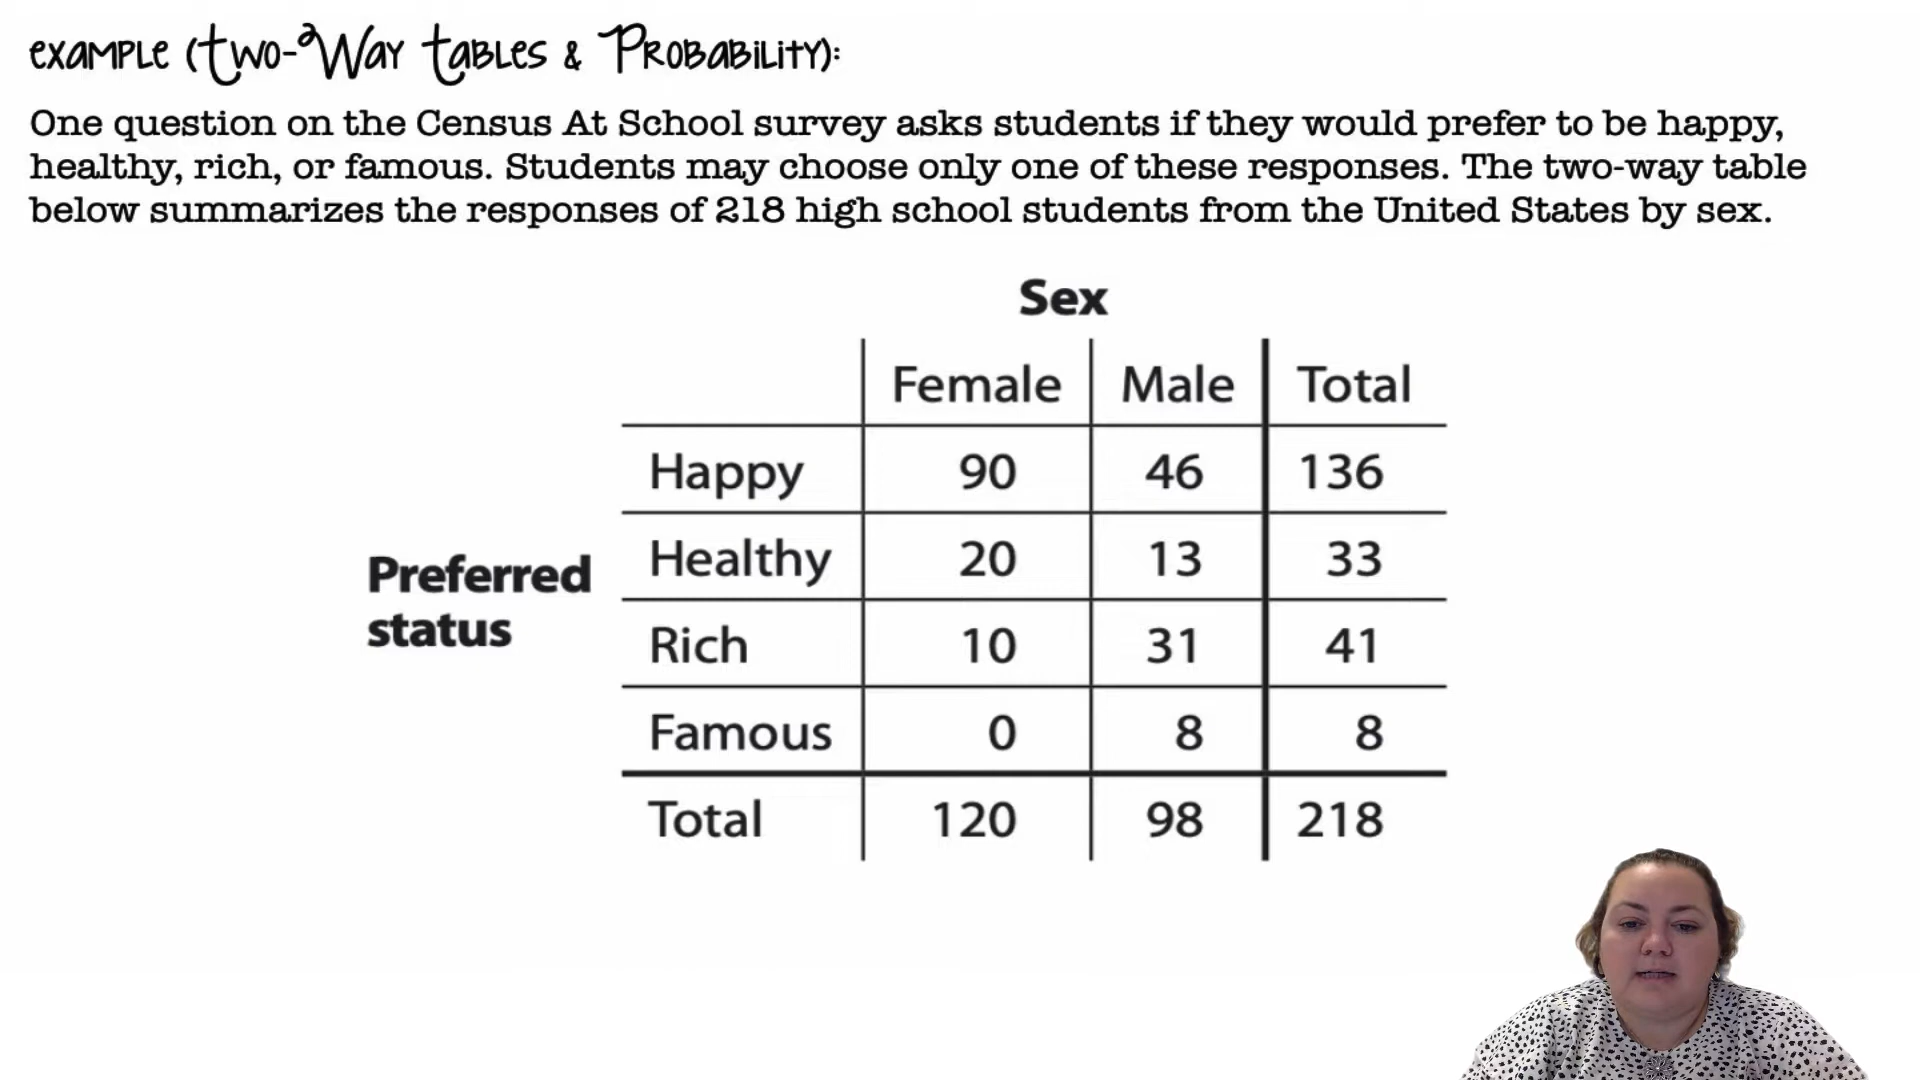 example (Two-Way Tables & Probability):
One question on the Census At School survey asks students if they would prefer to be happy,
healthy, rich, or famous. Students may choose only one of these responses. The two-way table
below summarizes the responses of 218 high school students from the United States by sex.
Sex
Female Male Total
Happy 90 46 136
Healthy 20 13 33
Preferred
status
Rich 10 31 41
Famous 0 8 8
Total 120 98 218